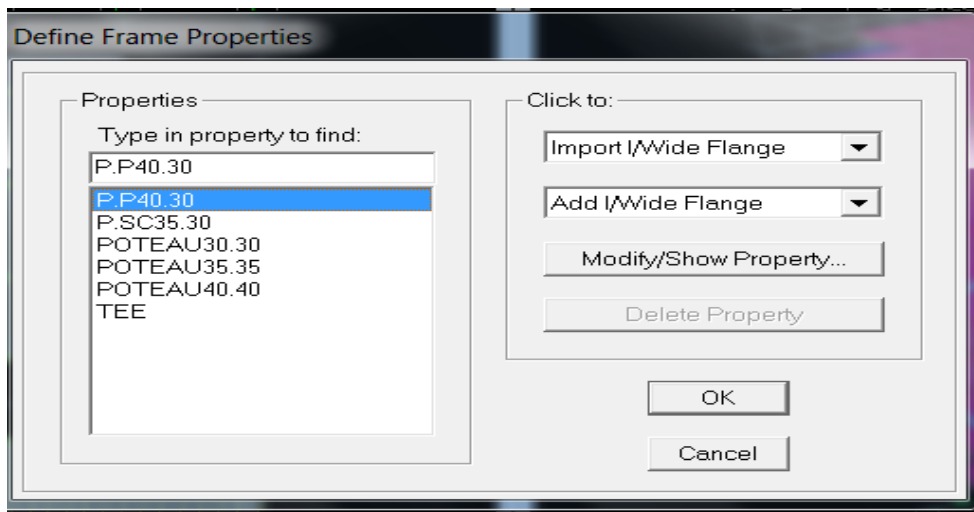 Define Frame Properties
Properties
Type in property to find:
P.P40.30
P.P40.30
P.SC35.30
POTEAU30.30
POTEAU35.35
POTEAU40.40
TEE
Click to:
Import I/Wide Flange
Add I/Wide Flange
Modify/Show Property...
Delete Property
OK
Cancel